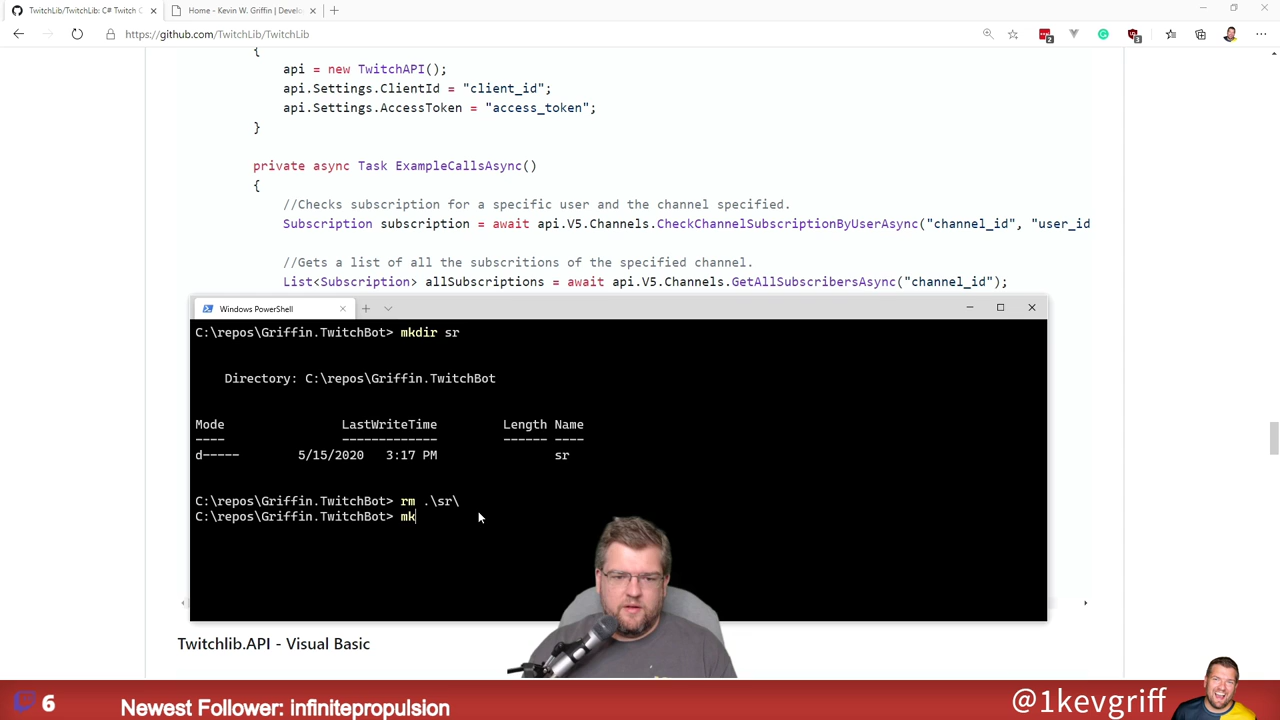 TwitchLib/TwitchLib: C# Twitch C
Home - Kevin W. Griffin | Develo
https://github.com/TwitchLib/TwitchLib
2
3
{
api = new TwitchAPI();
api.Settings.ClientId = "client_id";
api.Settings.AccessToken = "access_token";
}
private async Task ExampleCallsAsync()
{
//Checks subscription for a specific user and the channel specified.
Subscription subscription = await api.V5.Channels.CheckChannelSubscriptionByUserAsync("channel_id", "user_id
//Gets a list of all the subscritions of the specified channel.
List<Subscription> allSubscriptions = await api.V5.Channels.GetAllSubscribersAsync("channel_id");
Windows PowerShell
C:\repos\Griffin.TwitchBot> mkdir sr
Directory: C:\repos\Griffin.TwitchBot
Mode LastWriteTime Length Name
---- ------------- ------ ----
d----- 5/15/2020 3:17 PM sr
C:\repos\Griffin.TwitchBot> rm .\sr\
C:\repos\Griffin.TwitchBot> mk
Twitchlib.API - Visual Basic
6
Newest Follower: infinitepropulsion
@1kevgriff